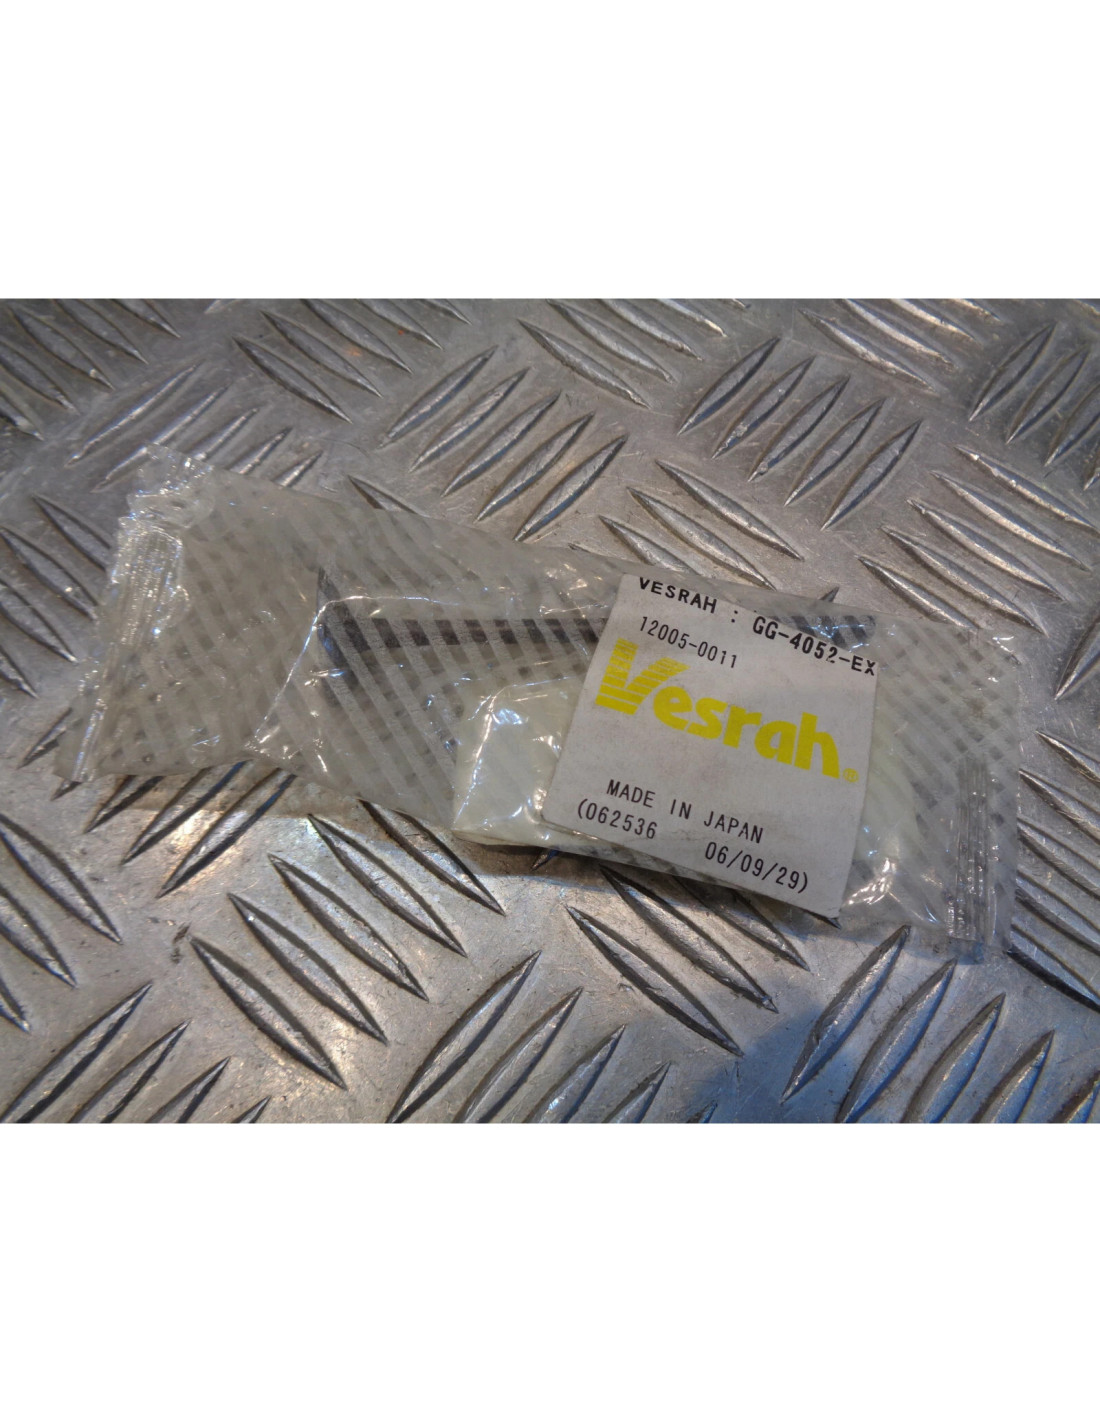 VESRAH : GG-4052-EX
12005-0011
Vesrah®
MADE IN JAPAN
(062536 06/09/29)